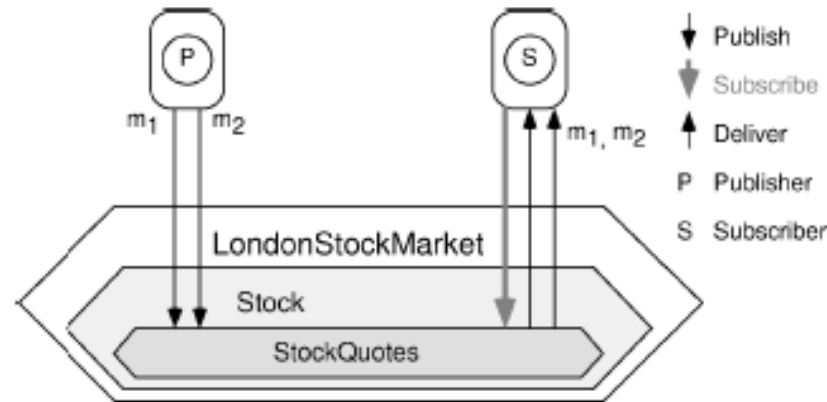 P
m1 m2
S
m1, m2
Publish
Subscribe
Deliver
P Publisher
S Subscriber
LondonStockMarket
Stock
StockQuotes